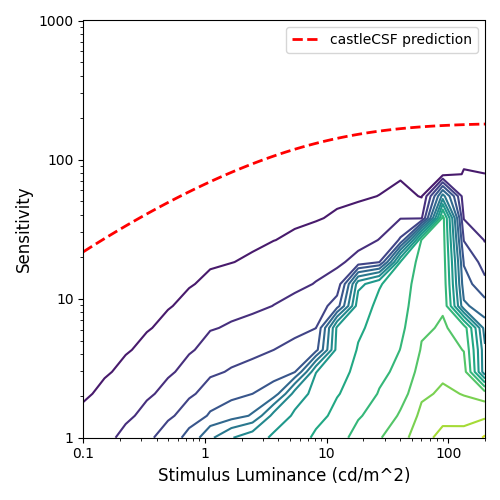 1000
castleCSF prediction
100
Sensitivity
10
1
0.1 1 10 100
Stimulus Luminance (cd/m^2)